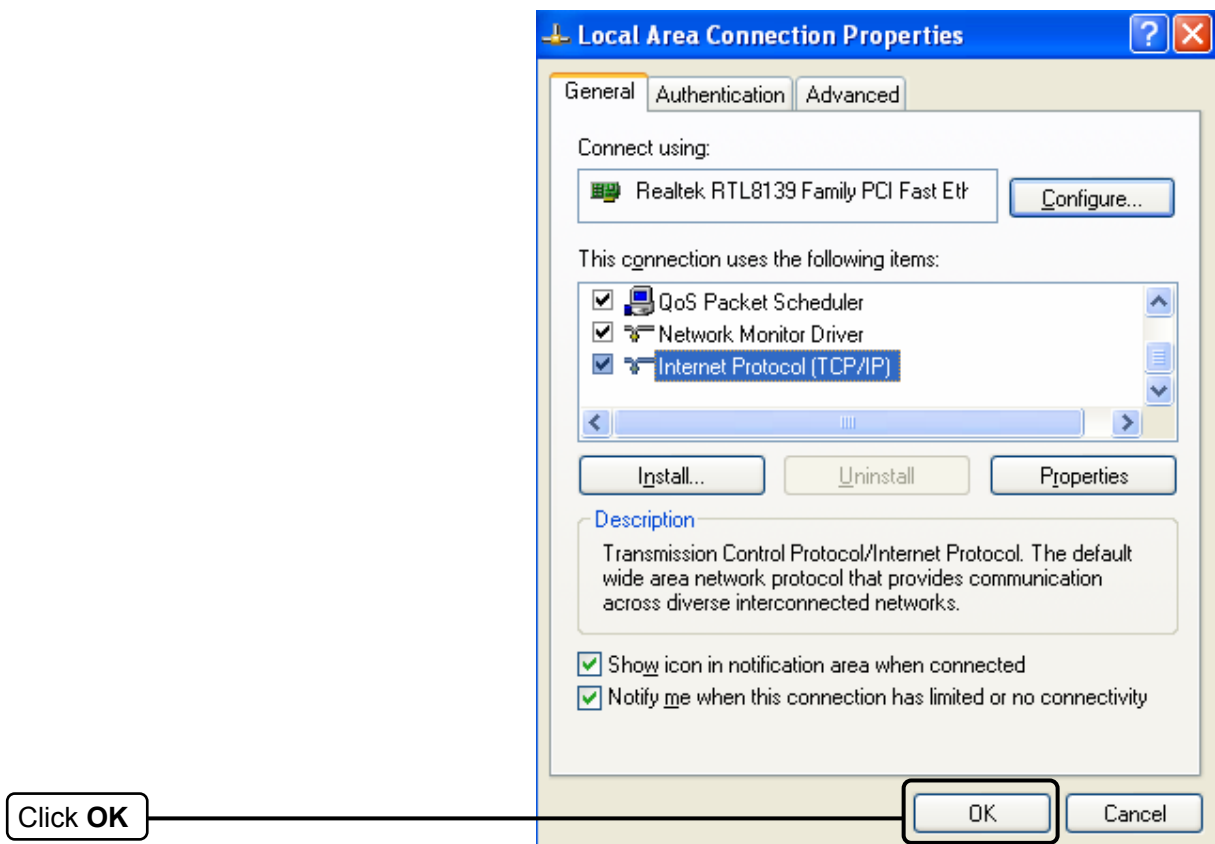 Local Area Connection Properties
General Authentication Advanced
Connect using:
Realtek RTL8139 Family PCI Fast Eth
Configure...
This connection uses the following items:
QoS Packet Scheduler
Network Monitor Driver
Internet Protocol (TCP/IP)
Install... Uninstall Properties
Description
Transmission Control Protocol/Internet Protocol. The default
wide area network protocol that provides communication
across diverse interconnected networks.
Show icon in notification area when connected
Notify me when this connection has limited or no connectivity
Click OK
OK Cancel